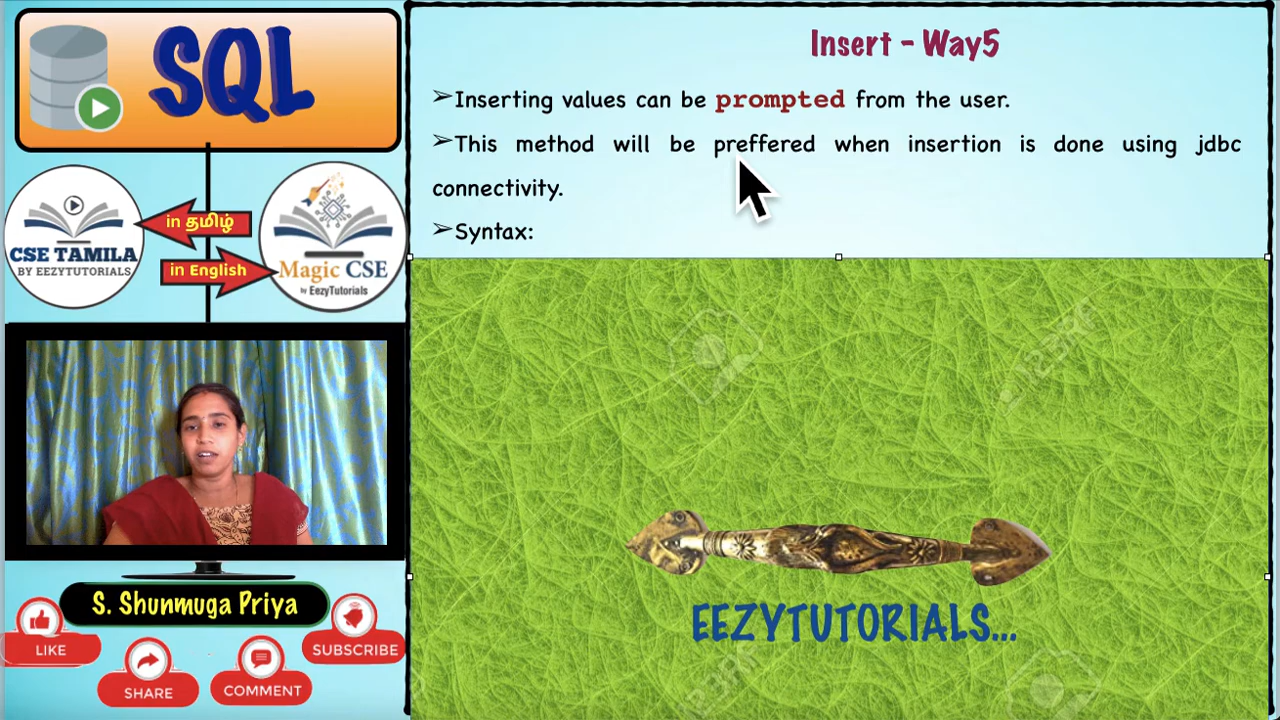 SQL
in தமிழ்
CSE TAMILA
BY EEZYTUTORIALS
in English
Magic CSE
by EezyTutorials
S. Shunmuga Priya
LIKE
SHARE
COMMENT
SUBSCRIBE
Insert - Way5
➢Inserting values can be prompted from the user.
➢This method will be preffered when insertion is done using jdbc
connectivity.
➢Syntax:
123RF
EEZYTUTORIALS...
123RF